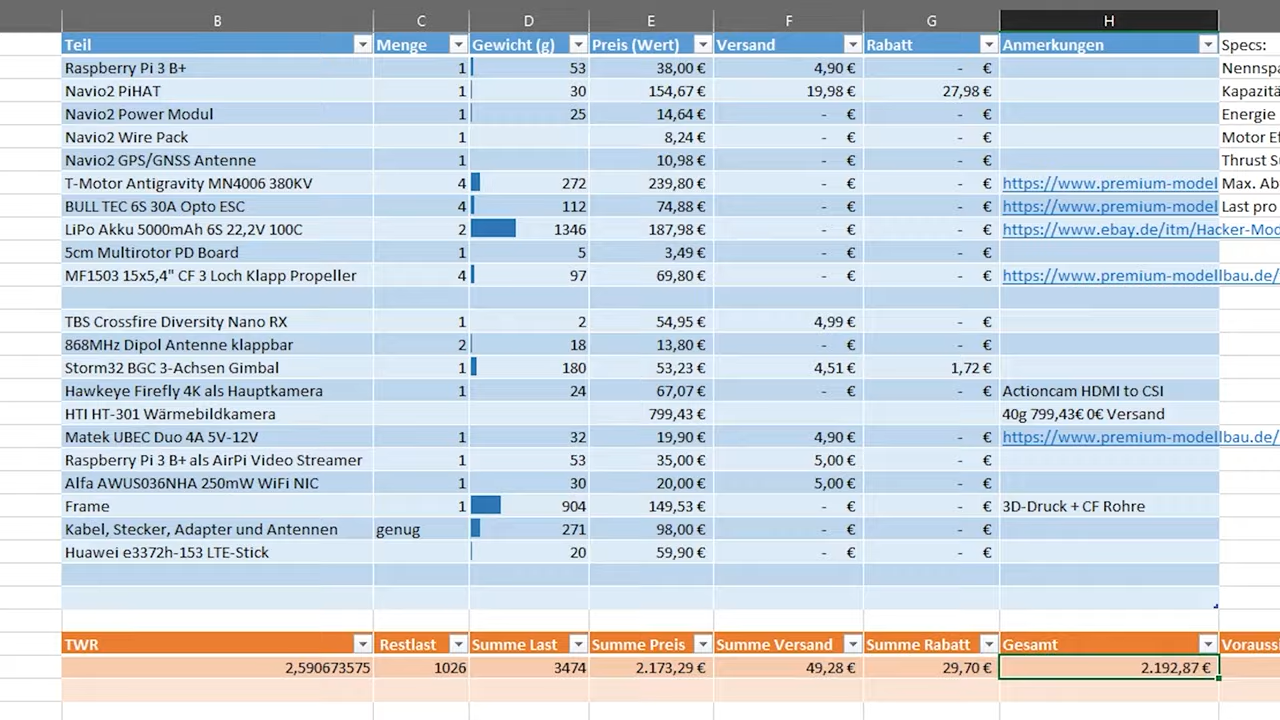 B C D E F G H
Teil Menge Gewicht (g) Preis (Wert) Versand Rabatt Anmerkungen Specs:
Raspberry Pi 3 B+ 1 53 38,00 € 4,90 € - € Nennspa
Navio2 PiHAT 1 30 154,67 € 19,98 € 27,98 € Kapazitä
Navio2 Power Modul 1 25 14,64 € - € - € Energie
Navio2 Wire Pack 1 8,24 € - € - € Motor Ef
Navio2 GPS/GNSS Antenne 1 10,98 € - € - € Thrust S
T-Motor Antigravity MN4006 380KV 4 272 239,80 € - € - € https://www.premium-model Max. Ab
BULL TEC 6S 30A Opto ESC 4 112 74,88 € - € - € https://www.premium-model Last pro
LiPo Akku 5000mAh 6S 22,2V 100C 2 1346 187,98 € - € - € https://www.ebay.de/itm/Hacker-Mod
5cm Multirotor PD Board 1 5 3,49 € - € - €
MF1503 15x5,4" CF 3 Loch Klapp Propeller 4 97 69,80 € - € - € https://www.premium-modellbau.de/
TBS Crossfire Diversity Nano RX 1 2 54,95 € 4,99 € - €
868MHz Dipol Antenne klappbar 2 18 13,80 € - € - €
Storm32 BGC 3-Achsen Gimbal 1 180 53,23 € 4,51 € 1,72 €
Hawkeye Firefly 4K als Hauptkamera 1 24 67,07 € - € - € Actioncam HDMI to CSI
HTI HT-301 Wärmebildkamera 799,43 € 40g 799,43€ 0€ Versand
Matek UBEC Duo 4A 5V-12V 1 32 19,90 € 4,90 € - € https://www.premium-modellbau.de/
Raspberry Pi 3 B+ als AirPi Video Streamer 1 53 35,00 € 5,00 € - €
Alfa AWUS036NHA 250mW WiFi NIC 1 30 20,00 € 5,00 € - €
Frame 1 904 149,53 € - € - € 3D-Druck + CF Rohre
Kabel, Stecker, Adapter und Antennen genug 271 98,00 € - € - €
Huawei e3372h-153 LTE-Stick 20 59,90 € - € - €
TWR Restlast Summe Last Summe Preis Summe Versand Summe Rabatt Gesamt Vorauss
2,590673575 1026 3474 2.173,29 € 49,28 € 29,70 € 2.192,87 €